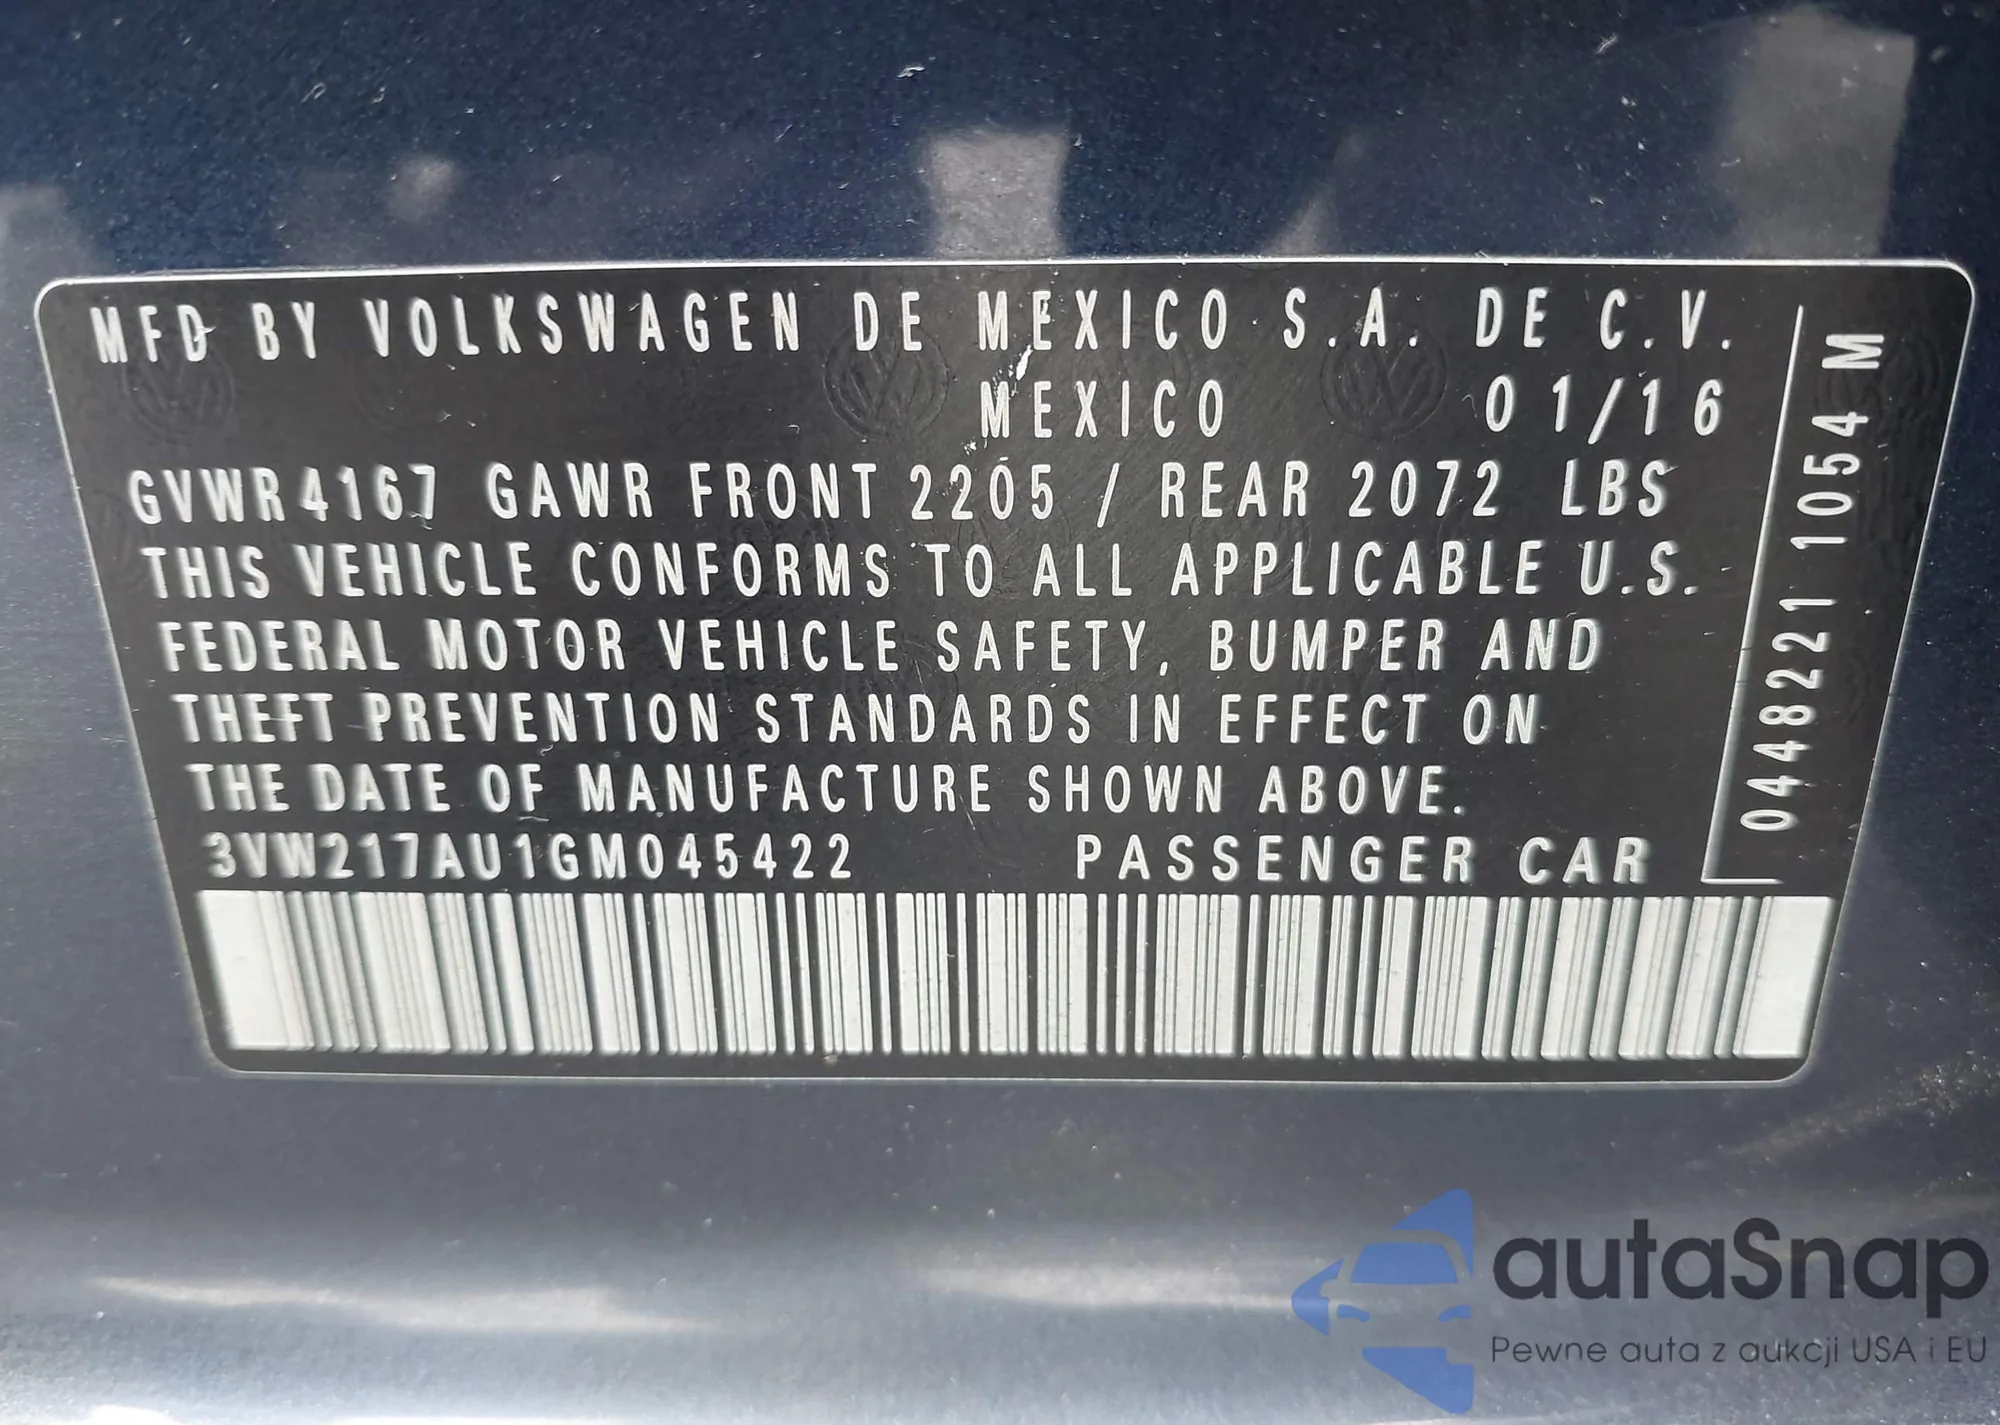 MFD BY VOLKSWAGEN DE MEXICO S.A. DE C.V.
MEXICO 01/16
GVWR4167 GAWR FRONT 2205 / REAR 2072 LBS
THIS VEHICLE CONFORMS TO ALL APPLICABLE U.S.
FEDERAL MOTOR VEHICLE SAFETY, BUMPER AND
THEFT PREVENTION STANDARDS IN EFFECT ON
THE DATE OF MANUFACTURE SHOWN ABOVE.
3VW217AU1GM045422 PASSENGER CAR
0448221 1054 M
autaSnap
Pewne auta z aukcji USA i EU